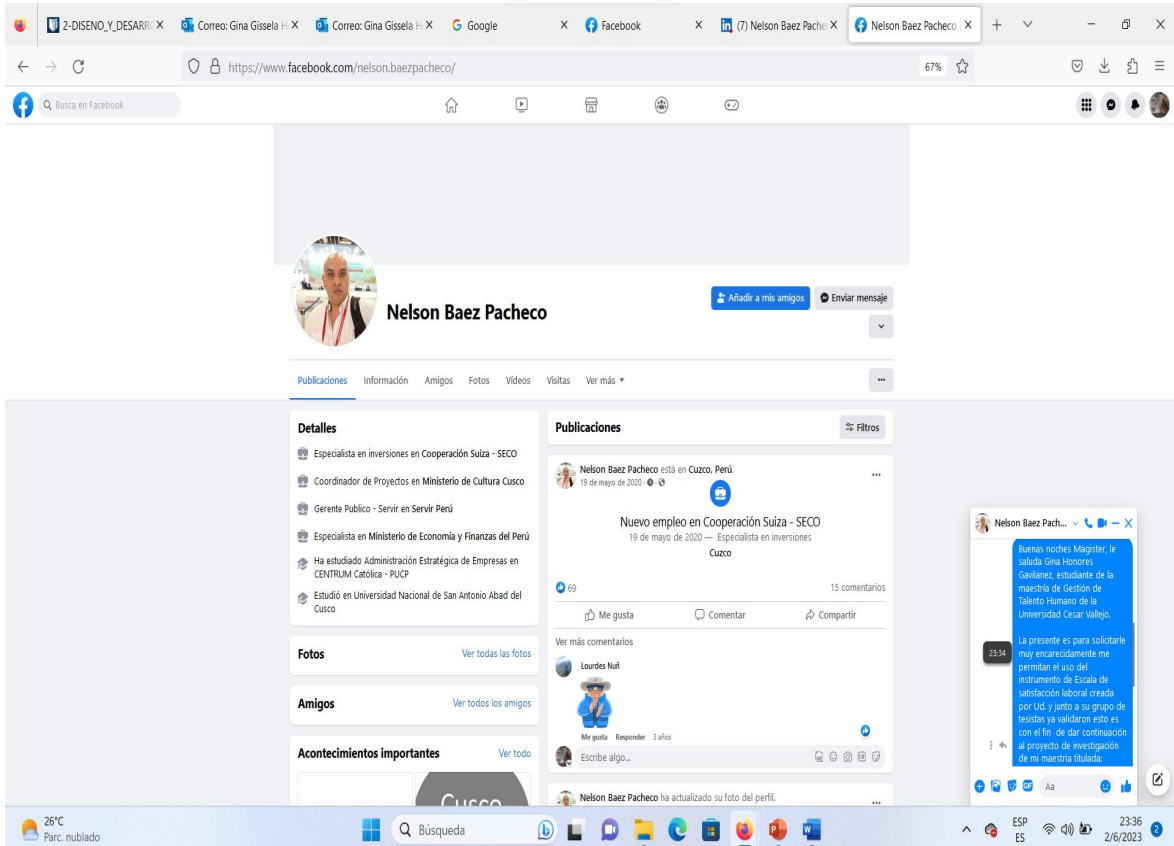 2-DISENO_Y_DESARRO
Correo: Gina Gissela H
Correo: Gina Gissela H
Google
Facebook
(7) Nelson Baez Pache
Nelson Baez Pacheco
https://www.facebook.com/nelson.baezpacheco/
67%
Busca en Facebook
Nelson Baez Pacheco
Añadir a mis amigos
Enviar mensaje
Publicaciones Información Amigos Fotos Vídeos Visitas Ver más
Detalles
Especialista en inversiones en Cooperación Suiza - SECO
Coordinador de Proyectos en Ministerio de Cultura Cusco
Gerente Publico - Servir en Servir Perú
Especialista en Ministerio de Economía y Finanzas del Perú
Ha estudiado Administración Estratégica de Empresas en
CENTRUM Católica - PUCP
Estudió en Universidad Nacional de San Antonio Abad del
Cusco
Fotos
Ver todas las fotos
Amigos
Ver todos los amigos
Acontecimientos importantes
Ver todo
Cusco
Publicaciones
Filtros
Nelson Baez Pacheco está en Cuzco, Perú.
19 de mayo de 2020
Nuevo empleo en Cooperación Suiza - SECO
19 de mayo de 2020 — Especialista en inversiones
Cuzco
69
15 comentarios
Me gusta
Comentar
Compartir
Ver más comentarios
Lourdes Nuñ
Me gusta Responder 3 años
Escribe algo...
Nelson Baez Pacheco ha actualizado su foto del perfil.
Nelson Baez Pach...
Buenas noches Magister, le
saluda Gina Honores
Gavilanez, estudiante de la
maestría de Gestión de
Talento Humano de la
Universidad Cesar Vallejo.
La presente es para solicitarle
muy encarecidamente me
permitan el uso del
instrumento de Escala de
satisfacción laboral creada
por Ud. y junto a su grupo de
tesistas ya validaron esto es
con el fin de dar continuación
al proyecto de investigación
de mi maestría titulada:
23:34
GIF
Aa
26°C
Parc. nublado
Búsqueda
ESP
ES
23:36
2/6/2023
2